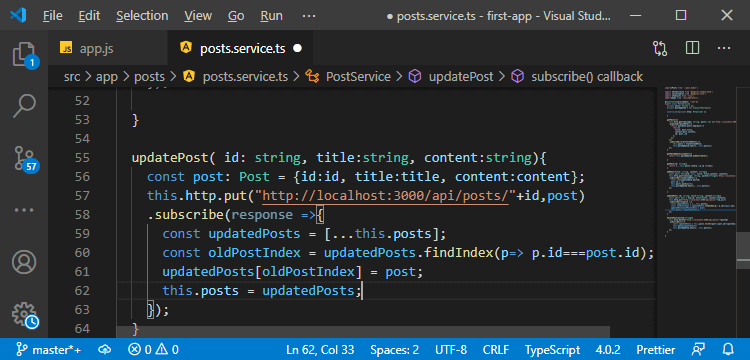 File Edit Selection View Go Run ··· ● posts.service.ts - first-app - Visual Stud...
JS app.js posts.service.ts ●
src > app > posts > posts.service.ts > PostService > updatePost > subscribe() callback
52
53 }
54
55 updatePost( id: string, title:string, content:string){
56 const post: Post = {id:id, title:title, content:content};
57 this.http.put("http://localhost:3000/api/posts/"+id,post)
58 .subscribe(response =>{
59 const updatedPosts = [...this.posts];
60 const oldPostIndex = updatedPosts.findIndex(p=> p.id===post.id);
61 updatedPosts[oldPostIndex] = post;
62 this.posts = updatedPosts;
63 });
64 }
1
57
master*+ 0 0 Ln 62, Col 33 Spaces: 2 UTF-8 CRLF TypeScript 4.0.2 Prettier